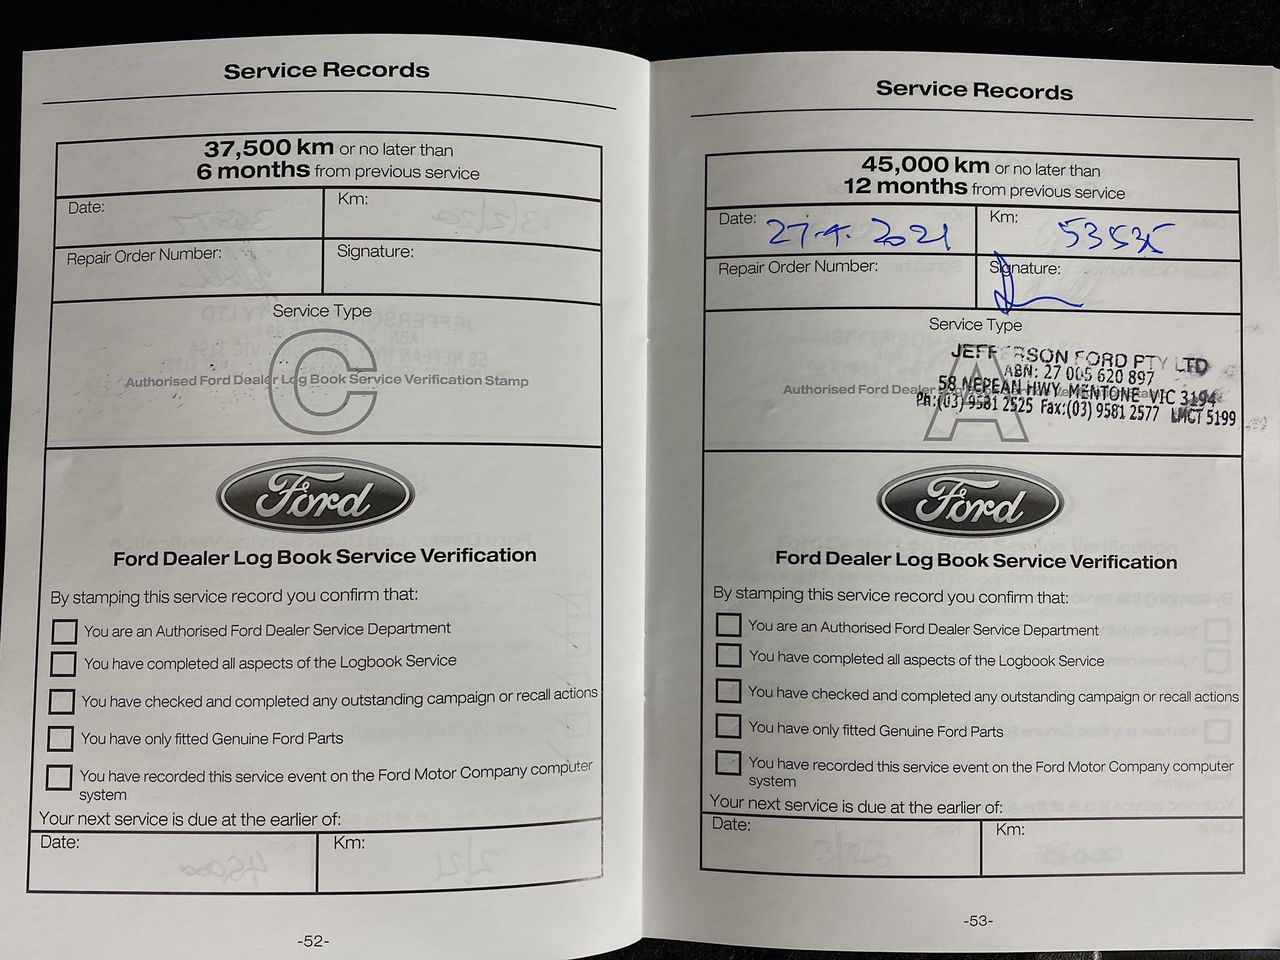 Service Records
37,500 km or no later than
6 months from previous service
Date:
Km:
Repair Order Number:
Signature:
Service Type
C
Authorised Ford Dealer Log Book Service Verification Stamp
Ford
Ford Dealer Log Book Service Verification
By stamping this service record you confirm that:
You are an Authorised Ford Dealer Service Department
You have completed all aspects of the Logbook Service
You have checked and completed any outstanding campaign or recall actions
You have only fitted Genuine Ford Parts
You have recorded this service event on the Ford Motor Company computer
system
Your next service is due at the earlier of:
Date:
Km:
-52-
Service Records
45,000 km or no later than
12 months from previous service
Date: 27.4.2021
Km: 53535
Repair Order Number:
Signature:
Service Type
JEFFERSON FORD PTY LTD
ABN: 27 005 620 897
58 NEPEAN HWY MENTONE VIC 3194
Ph:(03) 9581 2525 Fax:(03) 9581 2577 LMCT 5199
Authorised Ford Dealer
A
Ford
Ford Dealer Log Book Service Verification
By stamping this service record you confirm that:
You are an Authorised Ford Dealer Service Department
You have completed all aspects of the Logbook Service
You have checked and completed any outstanding campaign or recall actions
You have only fitted Genuine Ford Parts
You have recorded this service event on the Ford Motor Company computer
system
Your next service is due at the earlier of:
Date:
Km:
-53-